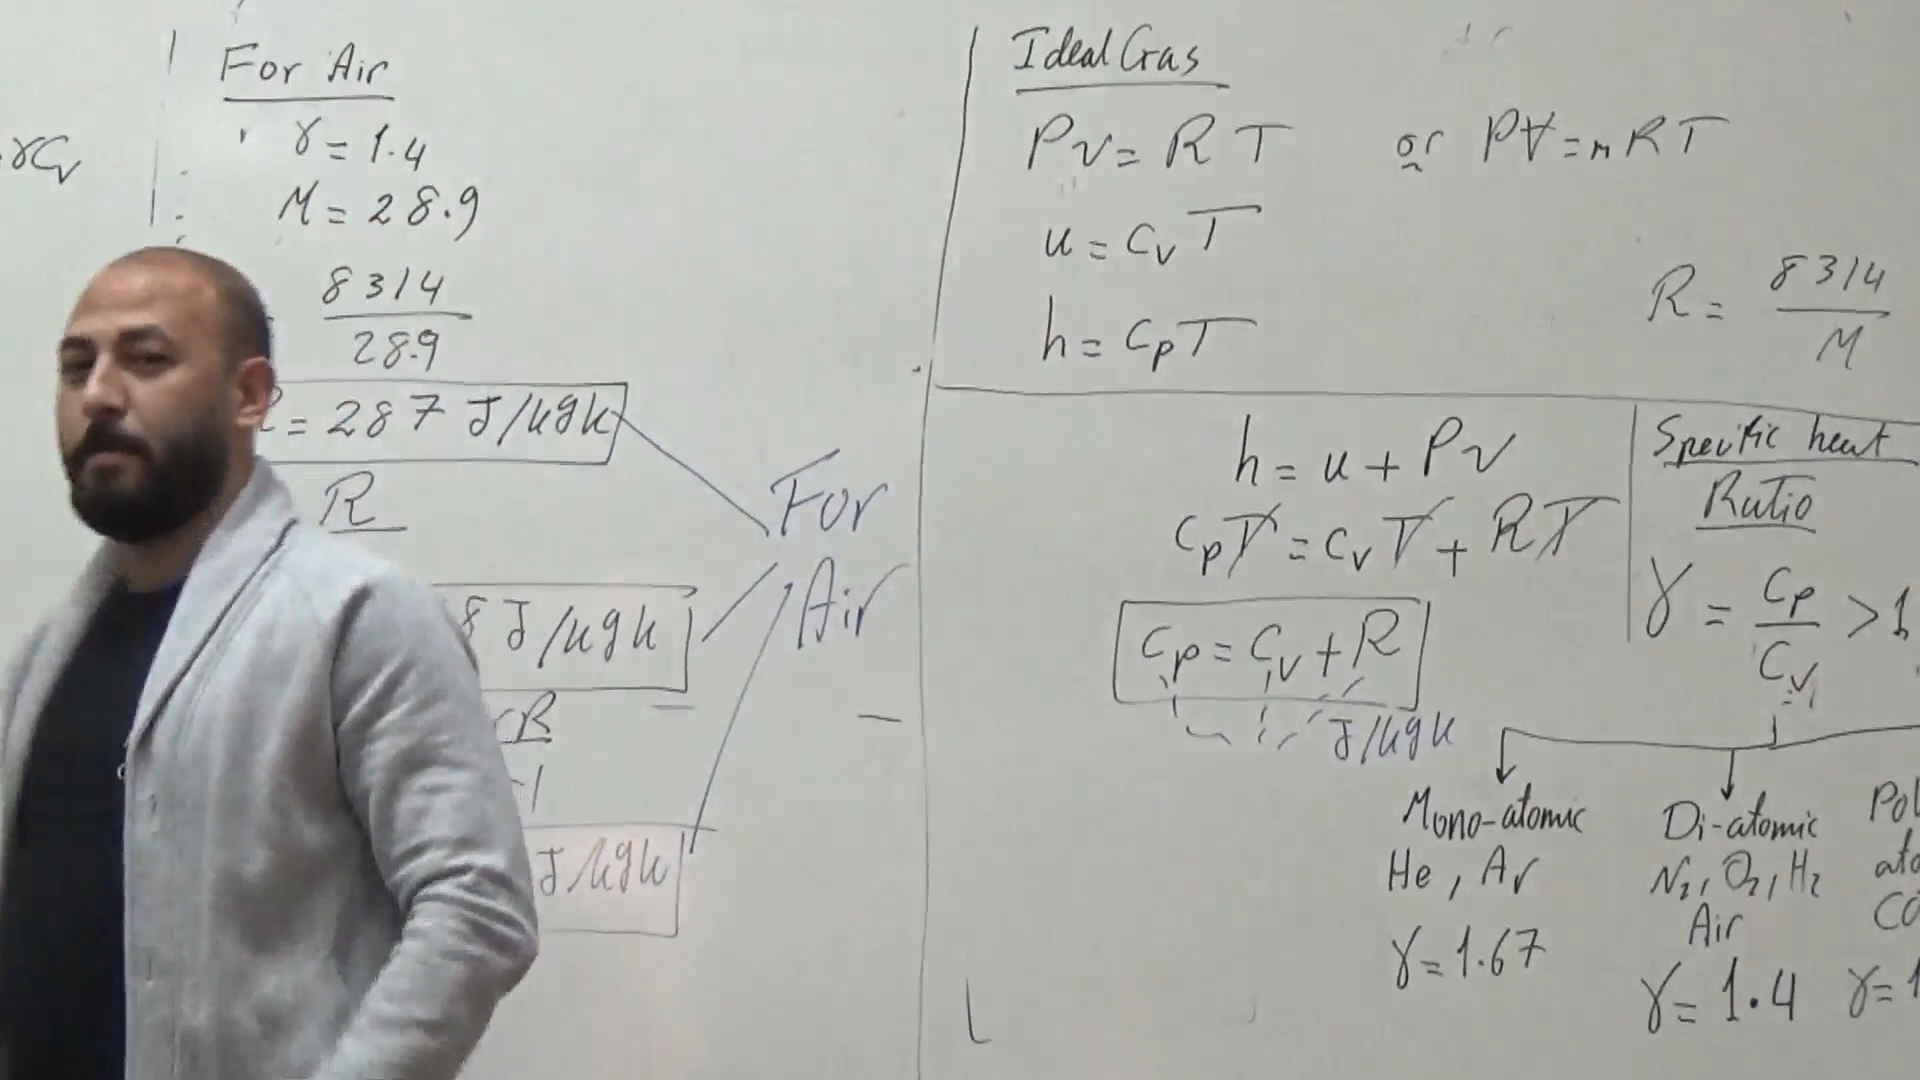 γCv
For Air
γ = 1.4
M = 28.9
8314
28.9
= 287 J/kgk
R
8 J/kgk
γR
-1
J/kgk
For
Air
Ideal Gas
Pv = RT or PV = mRT
u = CvT
h = CpT
R = 8314
M
h = u + Pv
CpT = CvT + RT
Cp = Cv + R
J/kgk
Specific heat
Ratio
γ = Cp > 1
Cv
Mono-atomic
He, Ar
γ = 1.67
Di-atomic
N2, O2, H2
Air
γ = 1.4
Pol
ato
CO
γ = 1